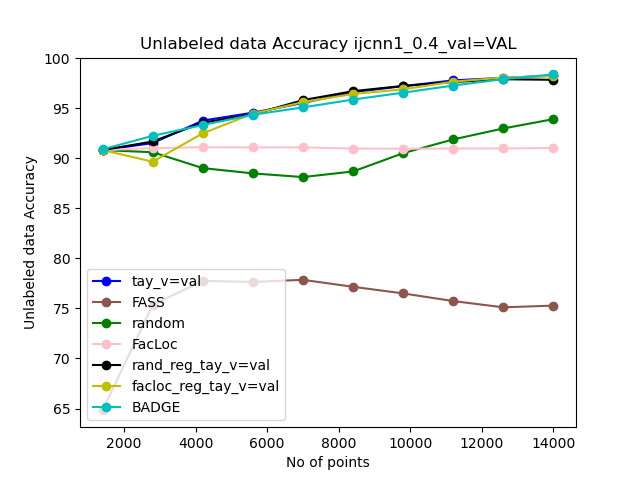 Unlabeled data Accuracy ijcnn1_0.4_val=VAL
100
95
90
85
80
75
70
65
Unlabeled data Accuracy
tay_v=val
FASS
random
FacLoc
rand_reg_tay_v=val
facloc_reg_tay_v=val
BADGE
2000 4000 6000 8000 10000 12000 14000
No of points